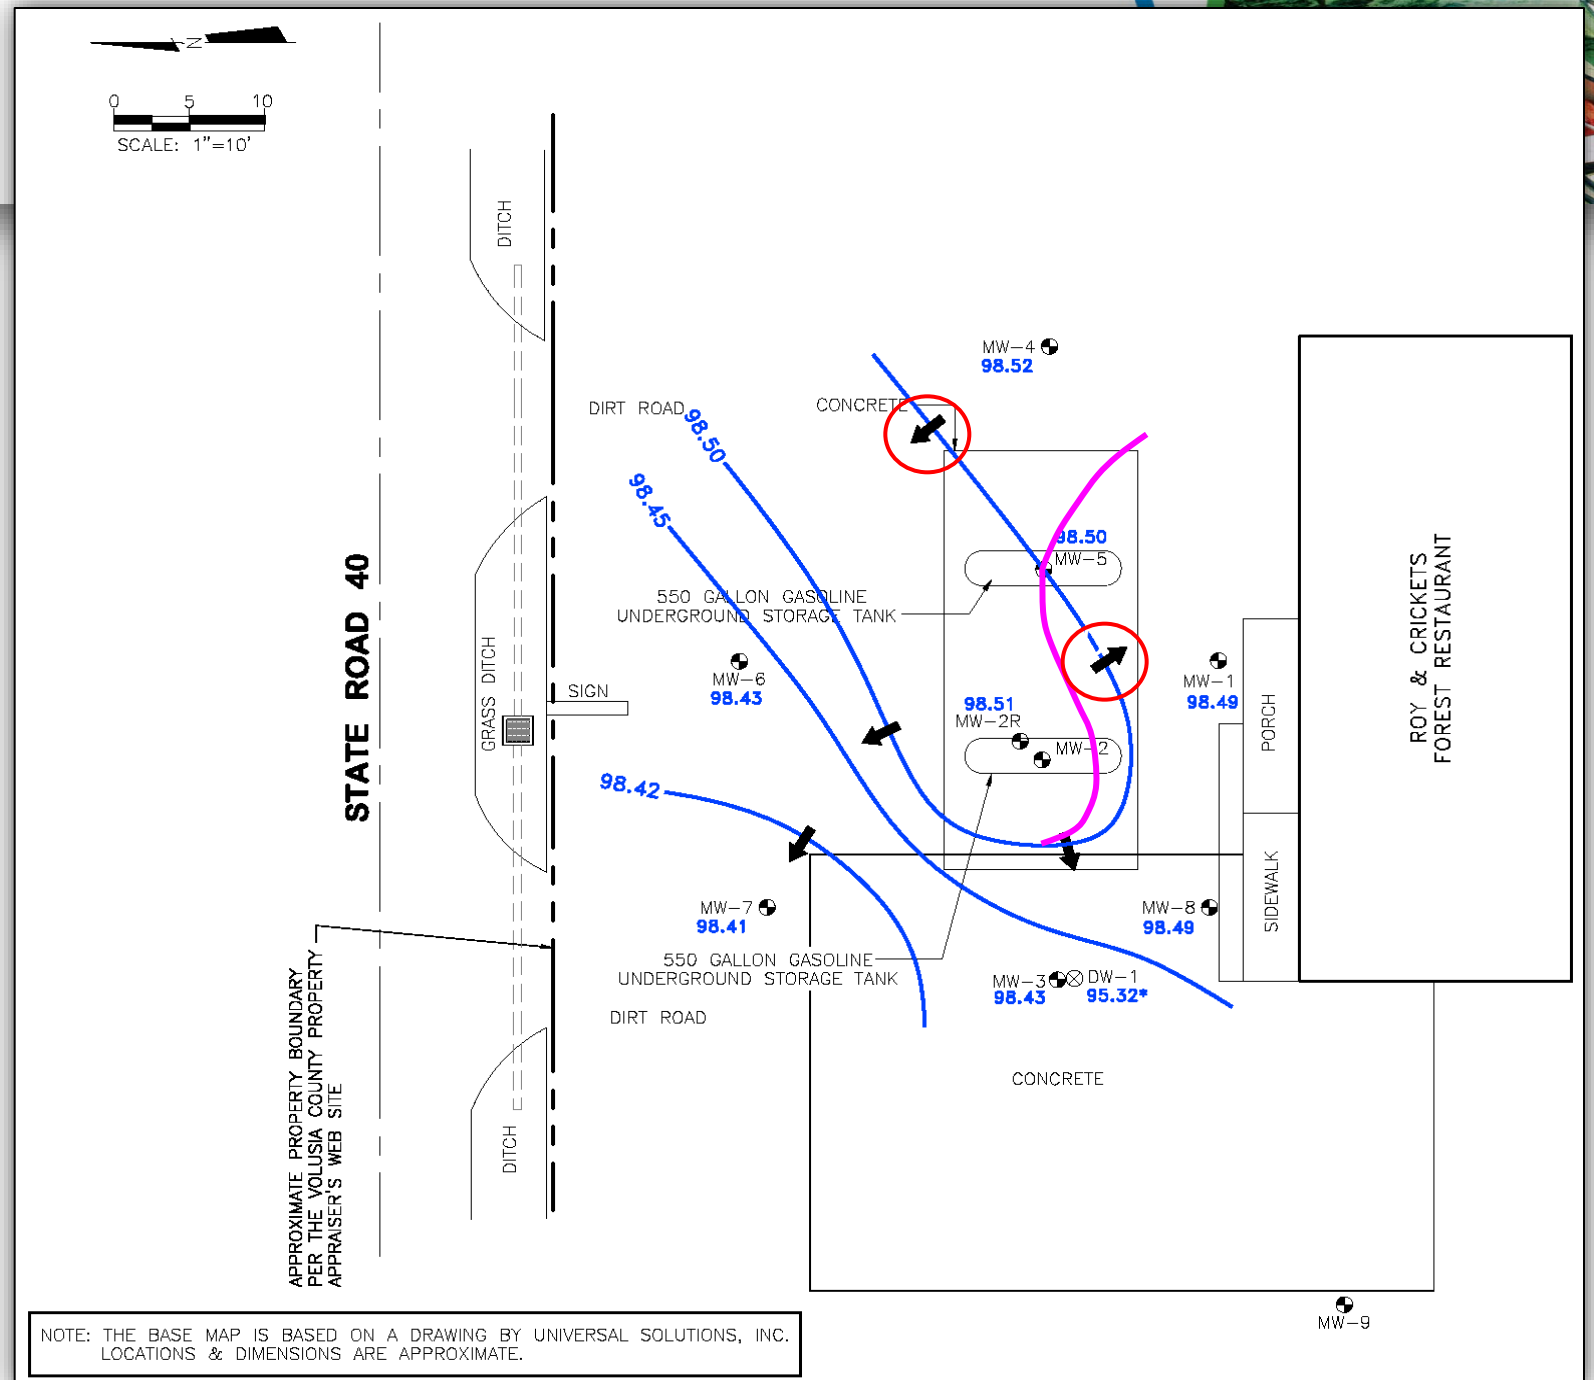 N
0 5 10
SCALE: 1"=10'
DITCH
MW-4
98.52
DIRT ROAD
CONCRETE
98.50
98.45
98.50
MW-5
550 GALLON GASOLINE
UNDERGROUND STORAGE TANK
STATE ROAD 40
GRASS DITCH
SIGN
MW-6
98.43
98.51
MW-2R
MW-2
MW-1
98.49
PORCH
ROY & CRICKETS
FOREST RESTAURANT
98.42
SIDEWALK
MW-7
98.41
MW-8
98.49
550 GALLON GASOLINE
UNDERGROUND STORAGE TANK
MW-3
98.43
DW-1
95.32*
DIRT ROAD
CONCRETE
DITCH
APPROXIMATE PROPERTY BOUNDARY
PER THE VOLUSIA COUNTY PROPERTY
APPRAISER'S WEB SITE
MW-9
NOTE: THE BASE MAP IS BASED ON A DRAWING BY UNIVERSAL SOLUTIONS, INC.
LOCATIONS & DIMENSIONS ARE APPROXIMATE.